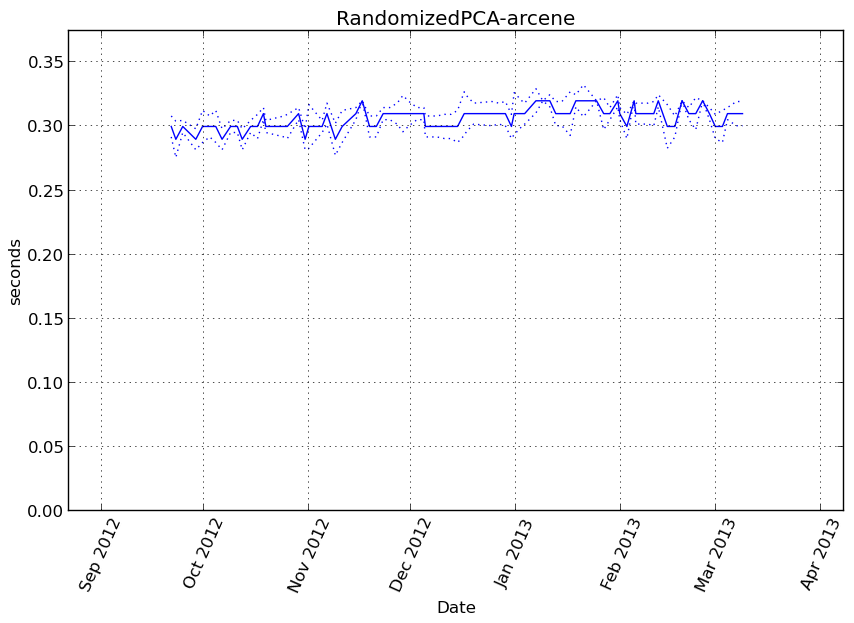 RandomizedPCA-arcene
0.35
0.30
0.25
0.20
0.15
0.10
0.05
0.00
seconds
Sep 2012
Oct 2012
Nov 2012
Dec 2012
Jan 2013
Feb 2013
Mar 2013
Apr 2013
Date